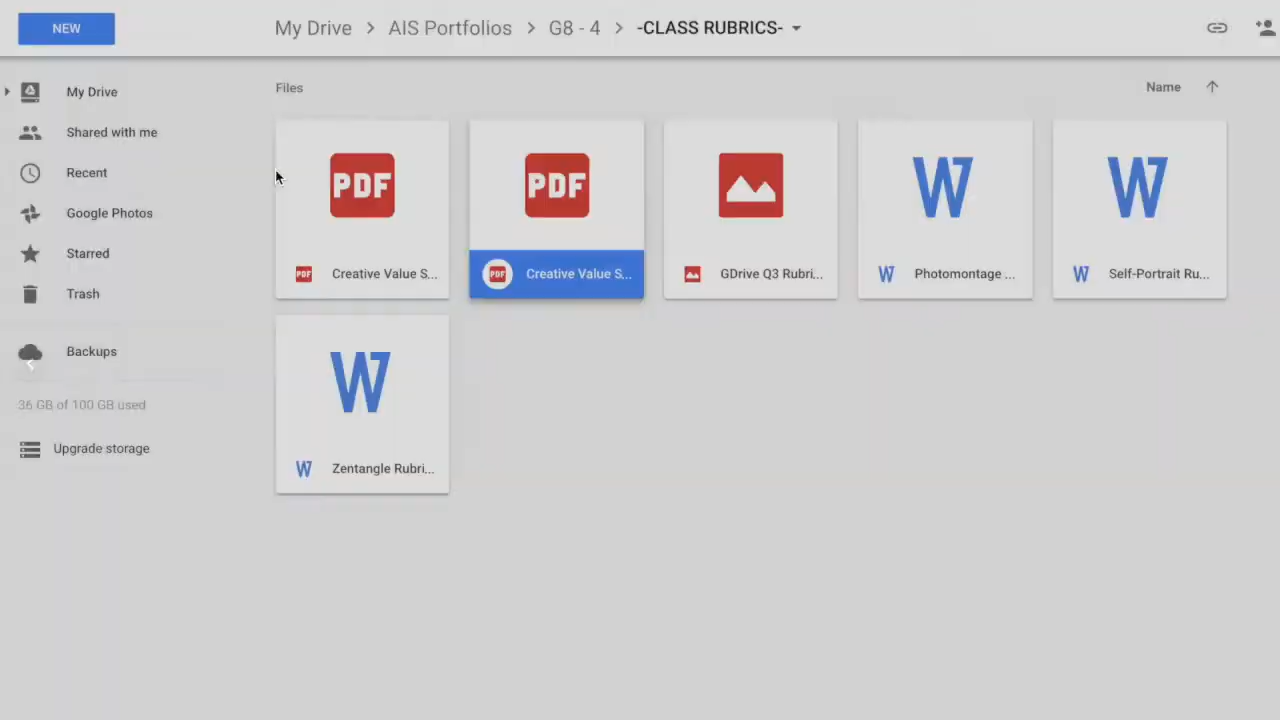 NEW
My Drive > AIS Portfolios > G8 - 4 > -CLASS RUBRICS-
My Drive
Shared with me
Recent
Google Photos
Starred
Trash
Backups
36 GB of 100 GB used
Upgrade storage
Files
Name
PDF
PDF
PDF Creative Value S...
PDF Creative Value S...
GDrive Q3 Rubri...
W Photomontage ...
W Self-Portrait Ru...
W Zentangle Rubri...